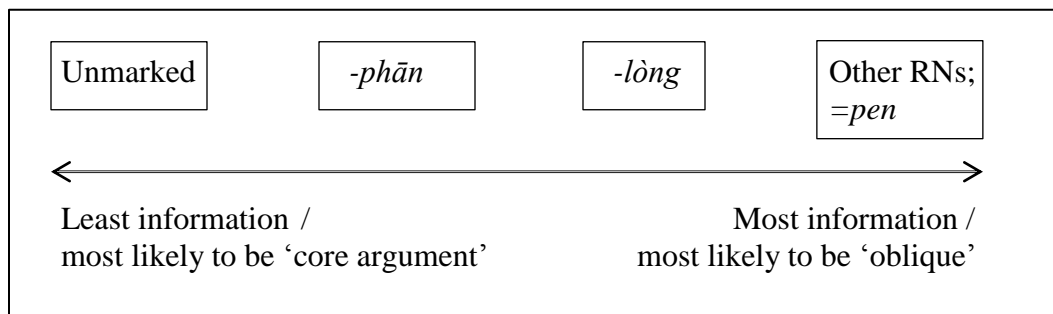 Unmarked
-phān
-lòng
Other RNs;
=pen
Least information /
most likely to be ‘core argument’
Most information /
most likely to be ‘oblique’